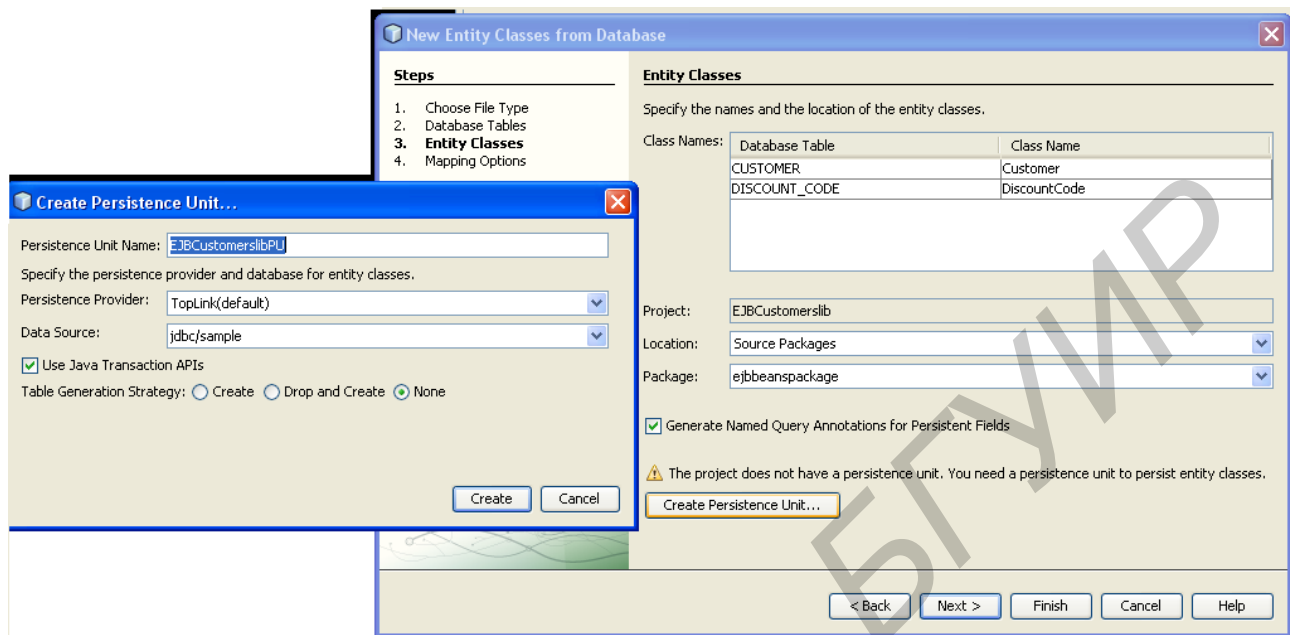 New Entity Classes from Database
Steps
1. Choose File Type
2. Database Tables
3. Entity Classes
4. Mapping Options
Entity Classes
Specify the names and the location of the entity classes.
Class Names:
Database Table Class Name
CUSTOMER Customer
DISCOUNT_CODE DiscountCode
Project: EJBCustomerslib
Location: Source Packages
Package: ejbbeanspackage
Generate Named Query Annotations for Persistent Fields
The project does not have a persistence unit. You need a persistence unit to persist entity classes.
Create Persistence Unit...
< Back Next > Finish Cancel Help
Create Persistence Unit...
Persistence Unit Name: EJBCustomerslibPU
Specify the persistence provider and database for entity classes.
Persistence Provider: TopLink(default)
Data Source: jdbc/sample
Use Java Transaction APIs
Table Generation Strategy: Create Drop and Create None
Create Cancel
БГУИР